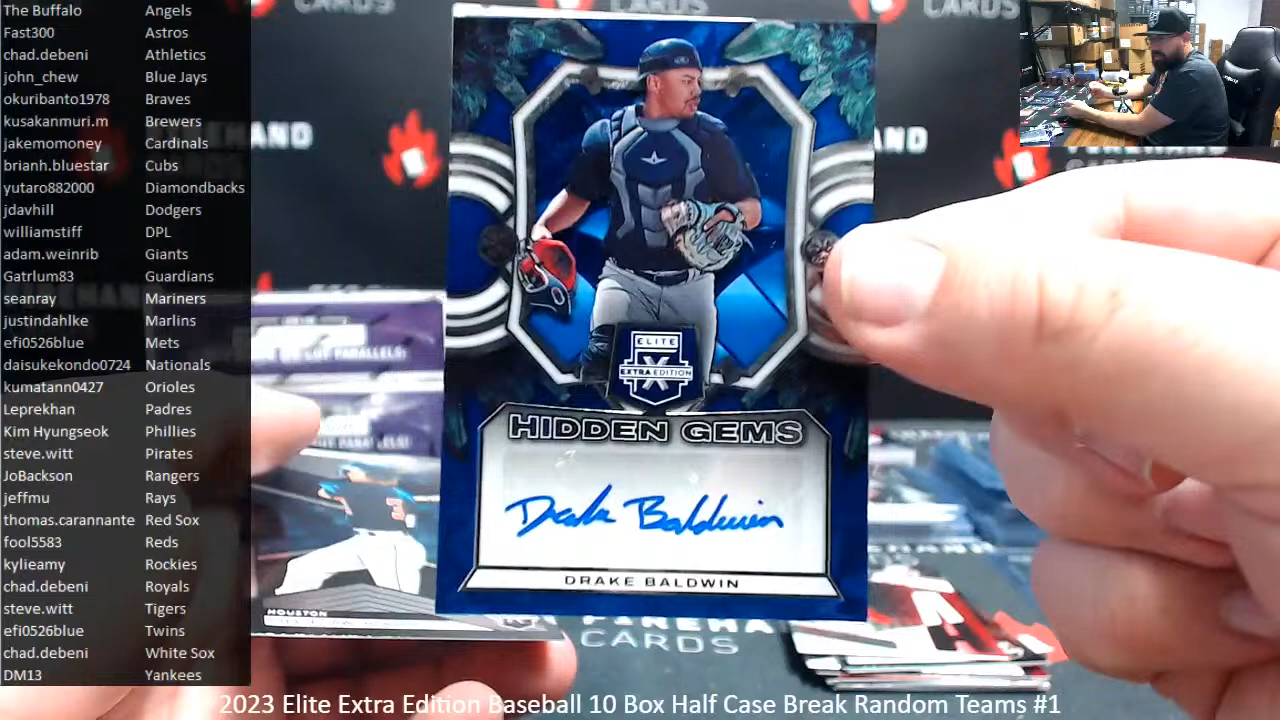 The Buffalo Angels
Fast300 Astros
chad.debeni Athletics
john_chew Blue Jays
okuribanto1978 Braves
kusakanmuri.m Brewers
jakemomoney Cardinals
brianh.bluestar Cubs
yutaro882000 Diamondbacks
jdavhill Dodgers
williamstiff DPL
adam.weinrib Giants
Gatrlum83 Guardians
seanray Mariners
justindahlke Marlins
efi0526blue Mets
daisukekondo0724 Nationals
kumatann0427 Orioles
Leprekhan Padres
Kim Hyungseok Phillies
steve.witt Pirates
JoBackson Rangers
jeffmu Rays
thomas.carannante Red Sox
fool5583 Reds
kylieamy Rockies
chad.debeni Royals
steve.witt Tigers
efi0526blue Twins
chad.debeni White Sox
DM13 Yankees
CARDS
CARDS
ELITE
EXTRA EDITION
HIDDEN GEMS
Drake Baldwin
DRAKE BALDWIN
PARALLELS!
HOUSTON
3
CARDS
2023 Elite Extra Edition Baseball 10 Box Half Case Break Random Teams #1